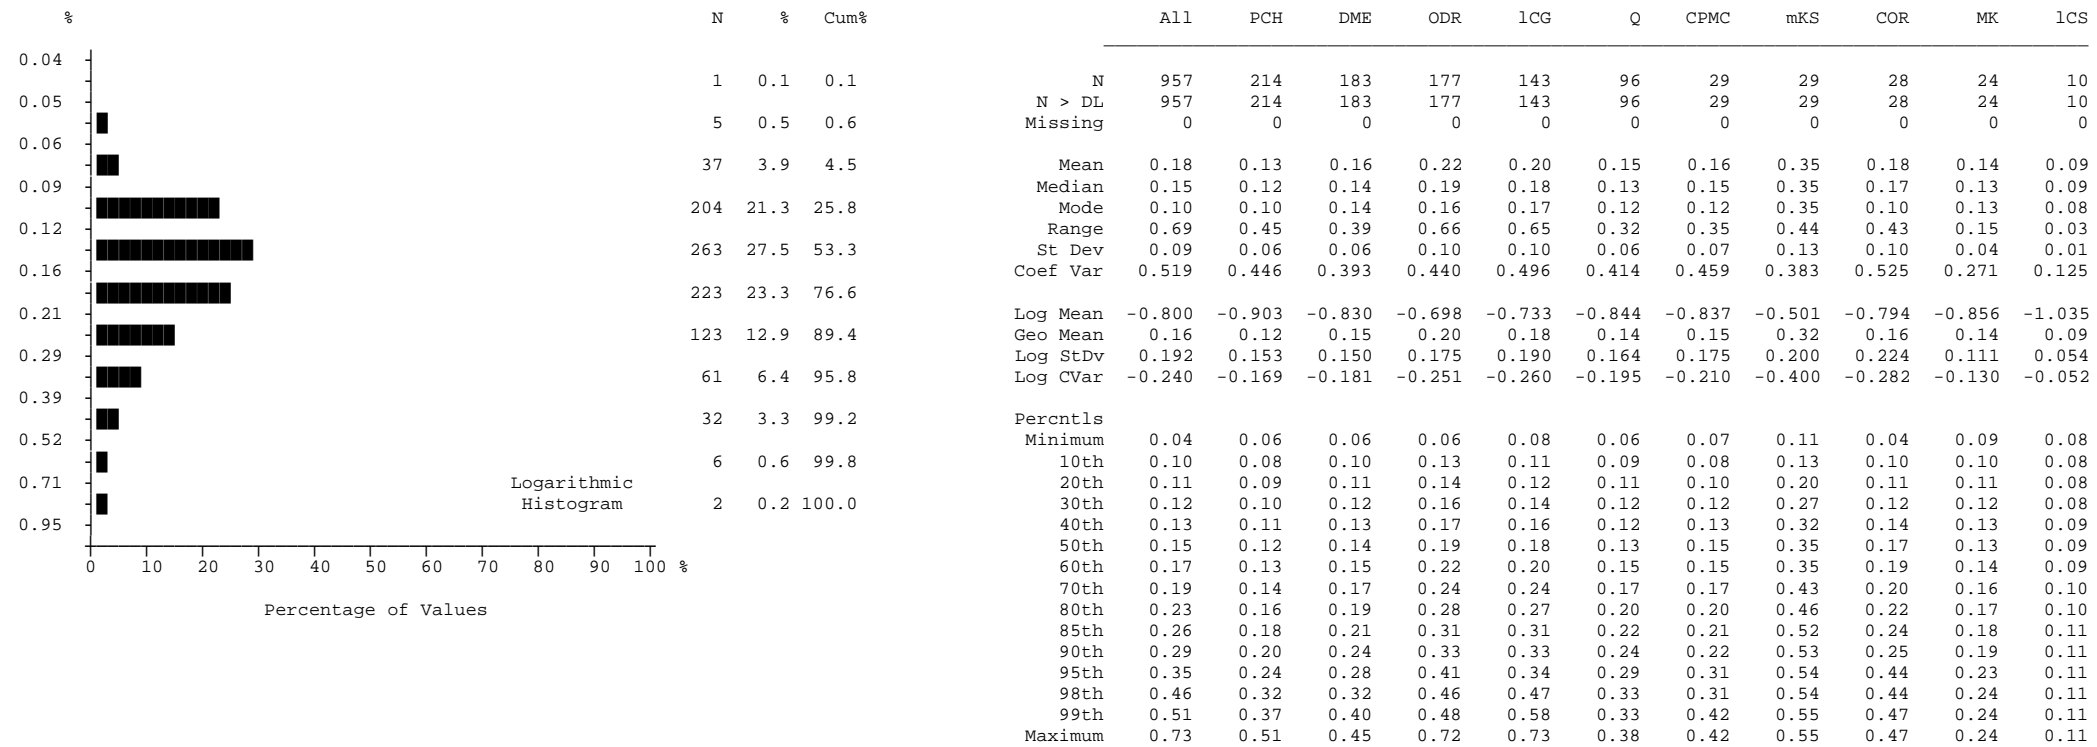 % N % Cum% All PCH DME ODR lCG Q CPMC mKS COR MK lCS
0.04
1 0.1 0.1 N 957 214 183 177 143 96 29 29 28 24 10
0.05 N > DL 957 214 183 177 143 96 29 29 28 24 10
5 0.5 0.6 Missing 0 0 0 0 0 0 0 0 0 0 0
0.06
37 3.9 4.5 Mean 0.18 0.13 0.16 0.22 0.20 0.15 0.16 0.35 0.18 0.14 0.09
0.09 Median 0.15 0.12 0.14 0.19 0.18 0.13 0.15 0.35 0.17 0.13 0.09
204 21.3 25.8 Mode 0.10 0.10 0.14 0.16 0.17 0.12 0.12 0.35 0.10 0.13 0.08
0.12 Range 0.69 0.45 0.39 0.66 0.65 0.32 0.35 0.44 0.43 0.15 0.03
263 27.5 53.3 St Dev 0.09 0.06 0.06 0.10 0.10 0.06 0.07 0.13 0.10 0.04 0.01
0.16 Coef Var 0.519 0.446 0.393 0.440 0.496 0.414 0.459 0.383 0.525 0.271 0.125
223 23.3 76.6
0.21 Log Mean -0.800 -0.903 -0.830 -0.698 -0.733 -0.844 -0.837 -0.501 -0.794 -0.856 -1.035
123 12.9 89.4 Geo Mean 0.16 0.12 0.15 0.20 0.18 0.14 0.15 0.32 0.16 0.14 0.09
0.29 Log StDv 0.192 0.153 0.150 0.175 0.190 0.164 0.175 0.200 0.224 0.111 0.054
61 6.4 95.8 Log CVar -0.240 -0.169 -0.181 -0.251 -0.260 -0.195 -0.210 -0.400 -0.282 -0.130 -0.052
0.39
32 3.3 99.2 Percntls
0.52 Minimum 0.04 0.06 0.06 0.06 0.08 0.06 0.07 0.11 0.04 0.09 0.08
6 0.6 99.8 10th 0.10 0.08 0.10 0.13 0.11 0.09 0.08 0.13 0.10 0.10 0.08
0.71 Logarithmic 20th 0.11 0.09 0.11 0.14 0.12 0.11 0.10 0.20 0.11 0.11 0.08
Histogram 2 0.2 100.0 30th 0.12 0.10 0.12 0.16 0.14 0.12 0.12 0.27 0.12 0.12 0.08
0.95 40th 0.13 0.11 0.13 0.17 0.16 0.12 0.13 0.32 0.14 0.13 0.09
50th 0.15 0.12 0.14 0.19 0.18 0.13 0.15 0.35 0.17 0.13 0.09
0 10 20 30 40 50 60 70 80 90 100 % 60th 0.17 0.13 0.15 0.22 0.20 0.15 0.15 0.35 0.19 0.14 0.09
70th 0.19 0.14 0.17 0.24 0.24 0.17 0.17 0.43 0.20 0.16 0.10
Percentage of Values 80th 0.23 0.16 0.19 0.28 0.27 0.20 0.20 0.46 0.22 0.17 0.10
85th 0.26 0.18 0.21 0.31 0.31 0.22 0.21 0.52 0.24 0.18 0.11
90th 0.29 0.20 0.24 0.33 0.33 0.24 0.22 0.53 0.25 0.19 0.11
95th 0.35 0.24 0.28 0.41 0.34 0.29 0.31 0.54 0.44 0.23 0.11
98th 0.46 0.32 0.32 0.46 0.47 0.33 0.31 0.54 0.44 0.24 0.11
99th 0.51 0.37 0.40 0.48 0.58 0.33 0.42 0.55 0.47 0.24 0.11
Maximum 0.73 0.51 0.45 0.72 0.73 0.38 0.42 0.55 0.47 0.24 0.11